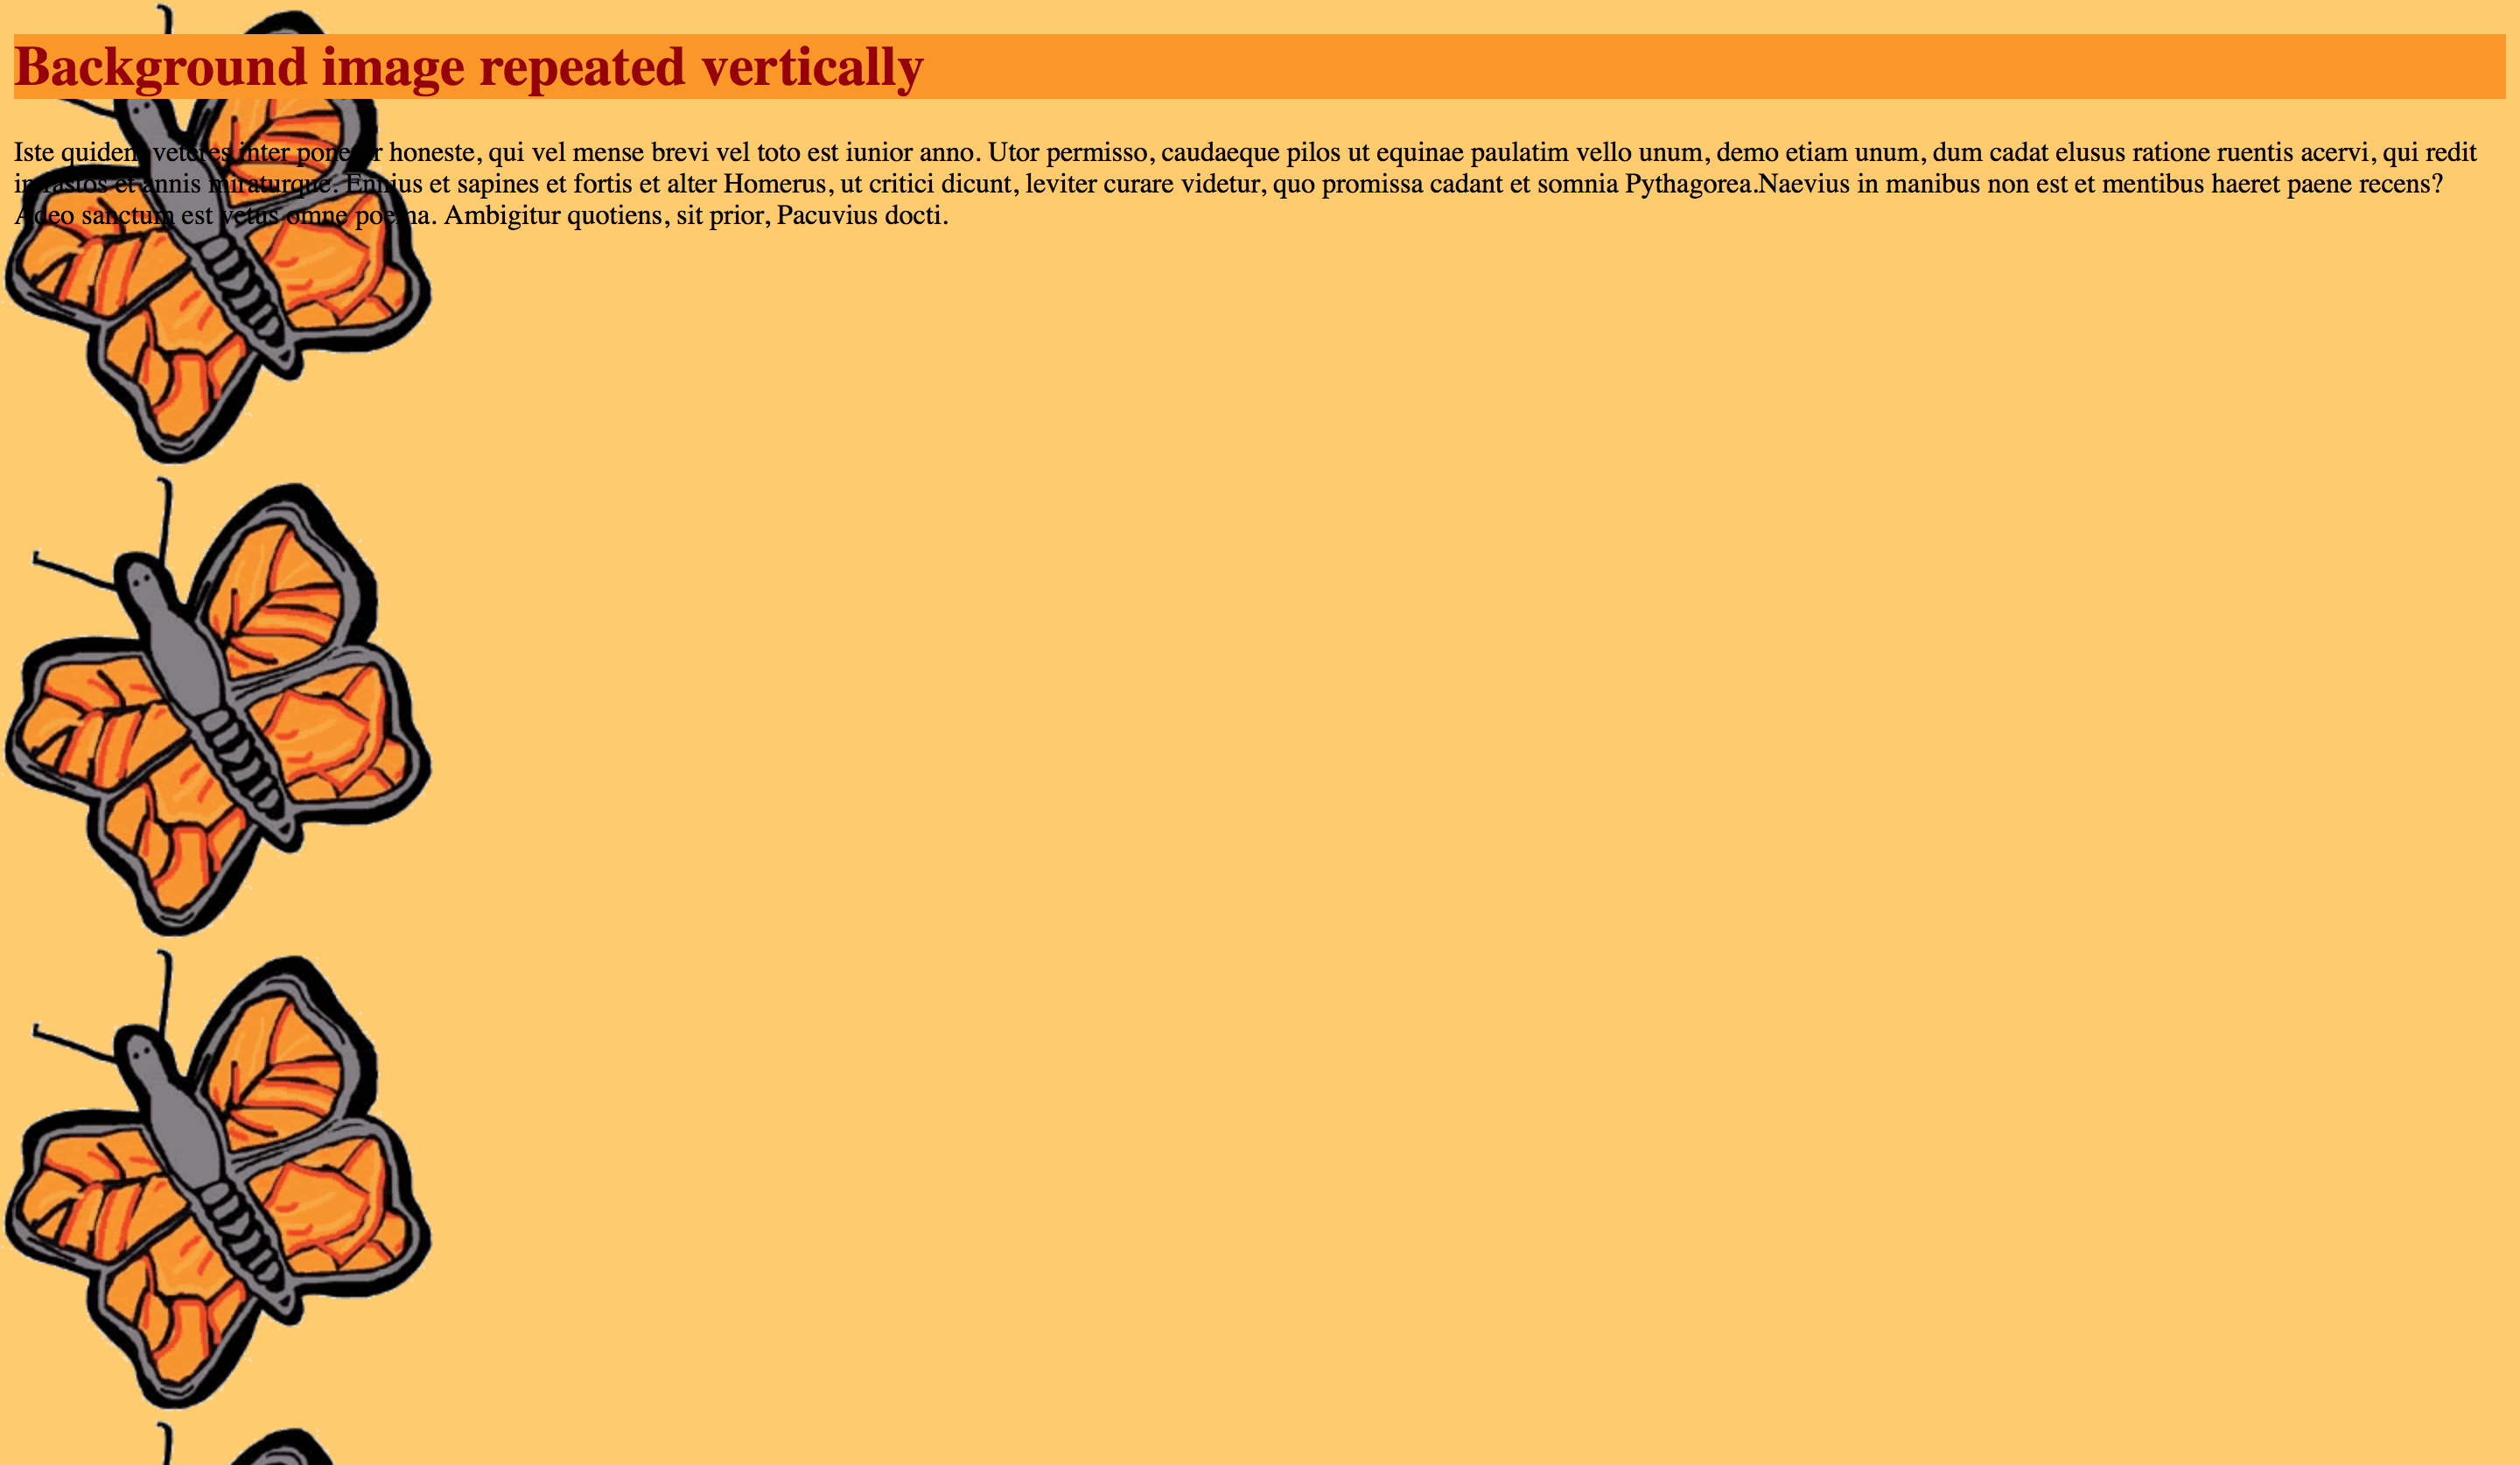 Background image repeated vertically
Iste quidem veteres inter ponetur honeste, qui vel mense brevi vel toto est iunior anno. Utor permisso, caudaeque pilos ut equinae paulatim vello unum, demo etiam unum, dum cadat elusus ratione ruentis acervi, qui redit
in fastos et annis miraturque. Ennius et sapines et fortis et alter Homerus, ut critici dicunt, leviter curare videtur, quo promissa cadant et somnia Pythagorea.Naevius in manibus non est et mentibus haeret paene recens?
Adeo sanctum est vetus omne poema. Ambigitur quotiens, sit prior, Pacuvius docti.